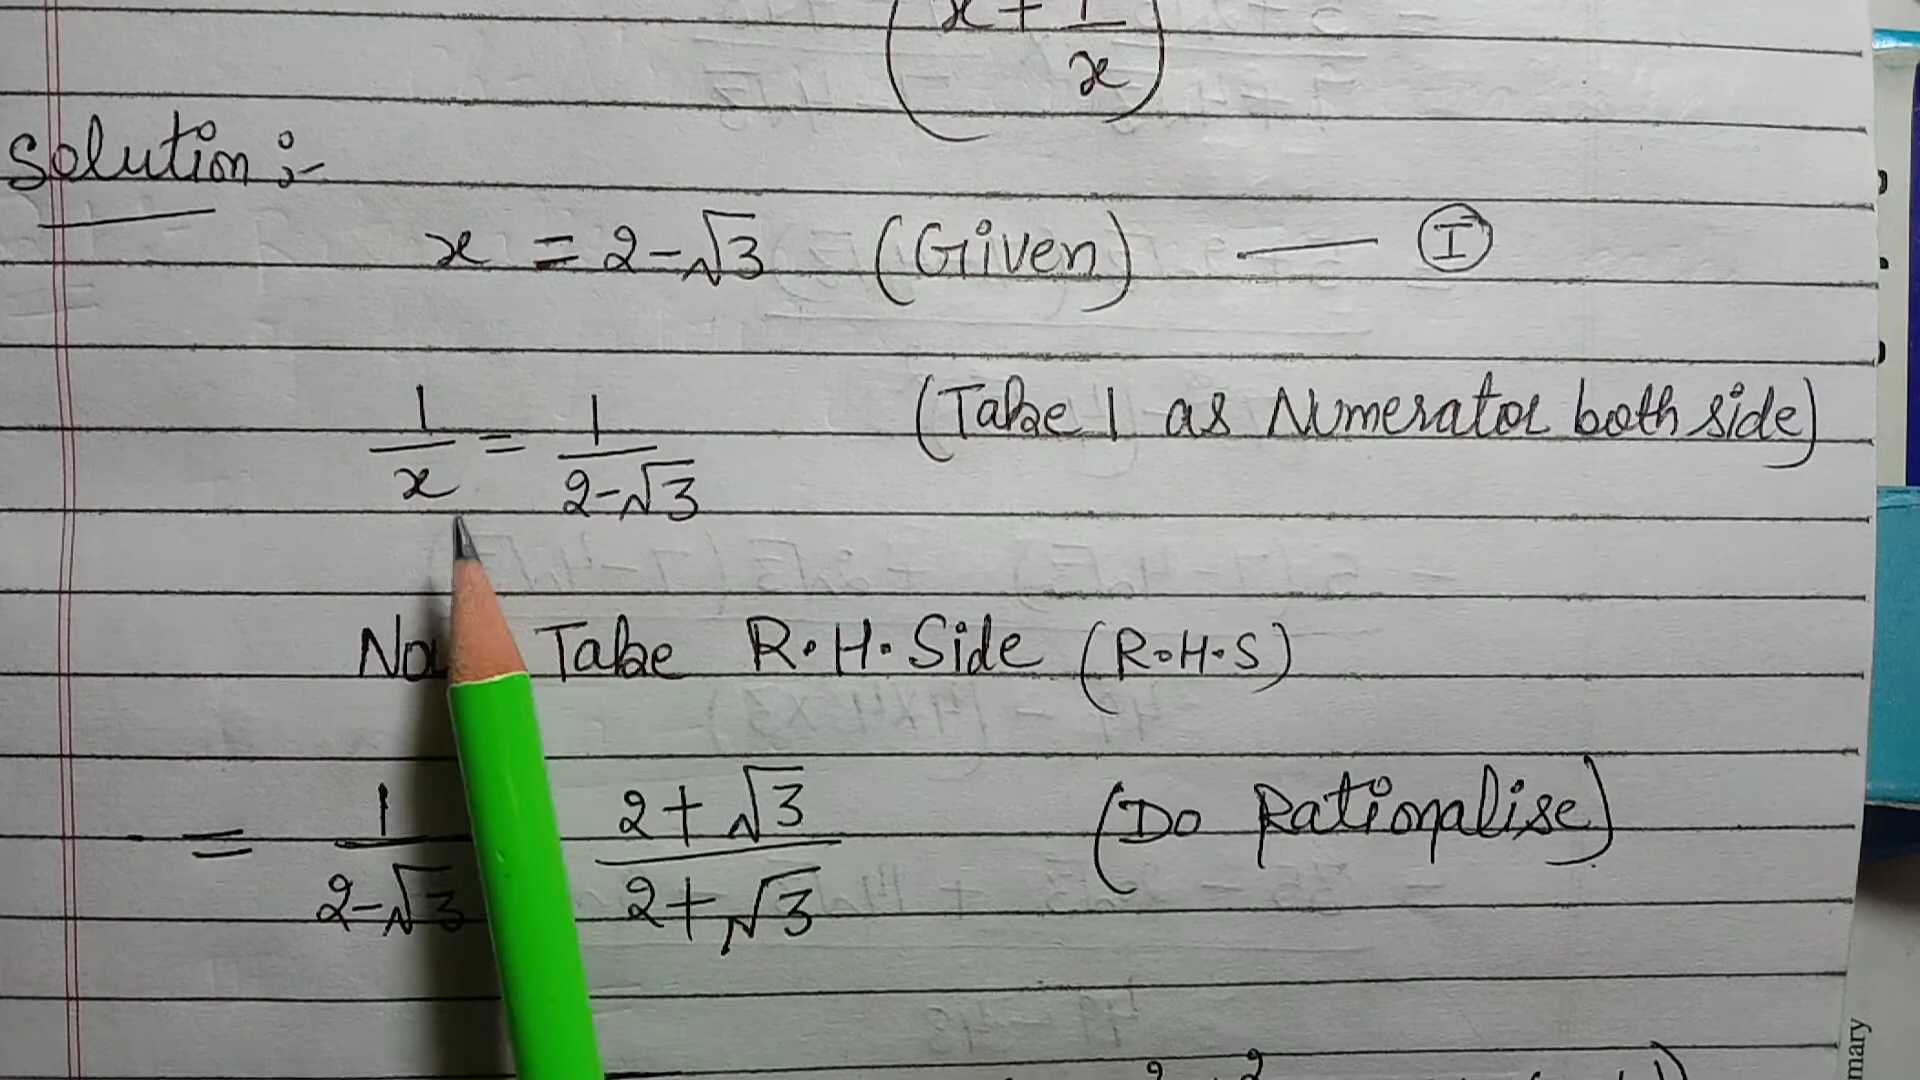 (x + 1/x)
Solution :-
x = 2-√3 (Given) — (I)
1/x = 1/(2-√3) (Take 1 as Numerator both side)
Take R.H.Side (R.H.S)
= 1/(2-√3) (2+√3)/(2+√3) (Do Rationalise)
mary